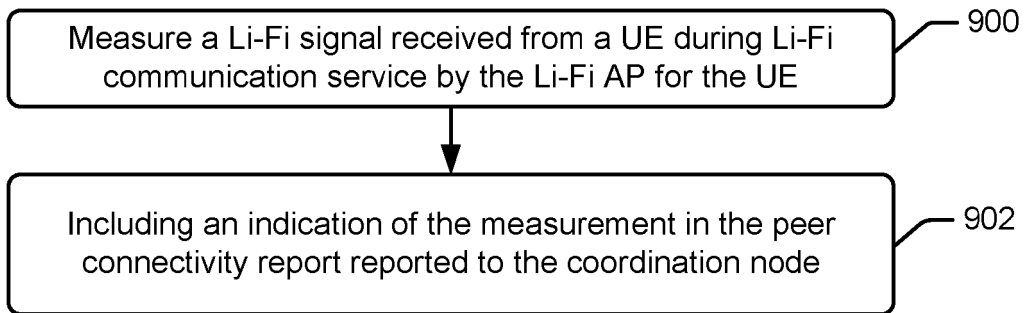 Measure a Li-Fi signal received from a UE during Li-Fi
communication service by the Li-Fi AP for the UE
900
Including an indication of the measurement in the peer
connectivity report reported to the coordination node
902